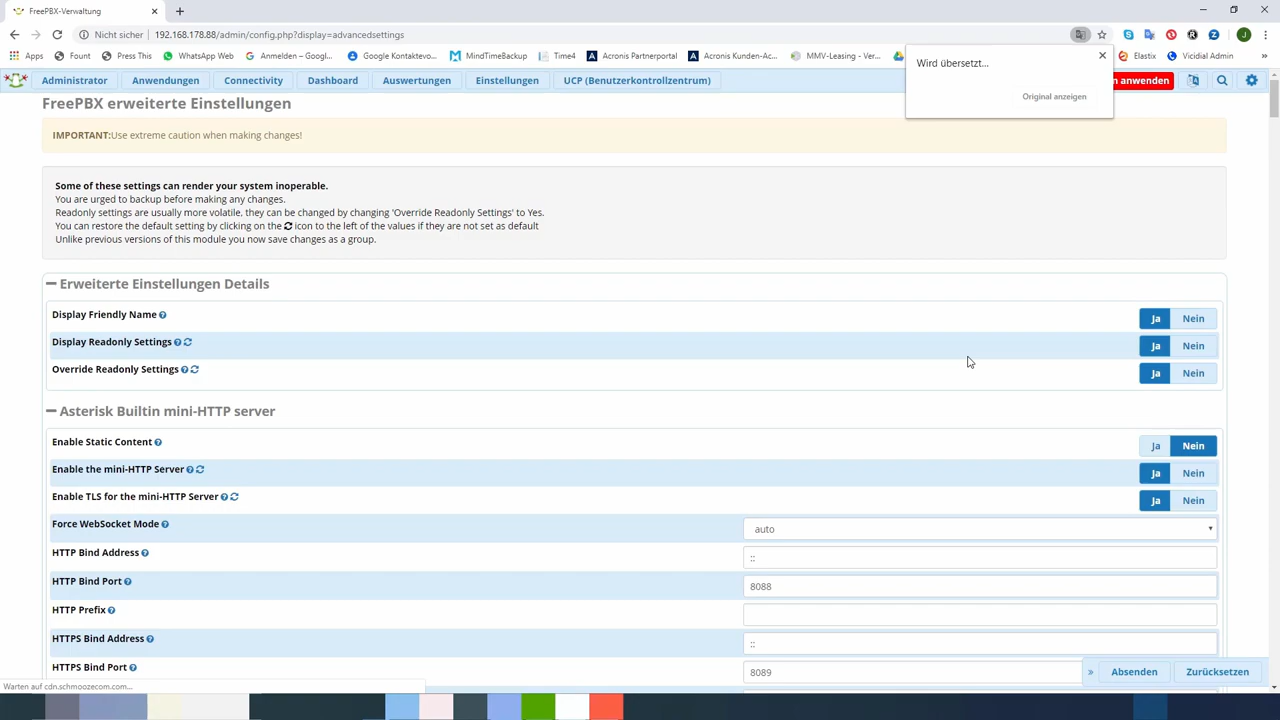 FreePBX-Verwaltung
Nicht sicher
192.168.178.88/admin/config.php?display=advancedsettings
Apps
Fount
Press This
WhatsApp Web
Anmelden – Googl...
Google Kontaktevo...
MindTimeBackup
Time4
Acronis Partnerportal
Acronis Kunden-Ac...
MMV-Leasing - Ver...
Elastix
Vicidial Admin
»
Wird übersetzt...
Original anzeigen
Administrator
Anwendungen
Connectivity
Dashboard
Auswertungen
Einstellungen
UCP (Benutzerkontrollzentrum)
n anwenden
FreePBX erweiterte Einstellungen
IMPORTANT:Use extreme caution when making changes!
Some of these settings can render your system inoperable.
You are urged to backup before making any changes.
Readonly settings are usually more volatile, they can be changed by changing 'Override Readonly Settings' to Yes.
You can restore the default setting by clicking on the icon to the left of the values if they are not set as default
Unlike previous versions of this module you now save changes as a group.
Erweiterte Einstellungen Details
Display Friendly Name
Ja Nein
Display Readonly Settings
Ja Nein
Override Readonly Settings
Ja Nein
Asterisk Builtin mini-HTTP server
Enable Static Content
Ja Nein
Enable the mini-HTTP Server
Ja Nein
Enable TLS for the mini-HTTP Server
Ja Nein
Force WebSocket Mode
auto
HTTP Bind Address
::
HTTP Bind Port
8088
HTTP Prefix
HTTPS Bind Address
::
HTTPS Bind Port
8089
» Absenden Zurücksetzen
Warten auf cdn.schmoozecom.com...